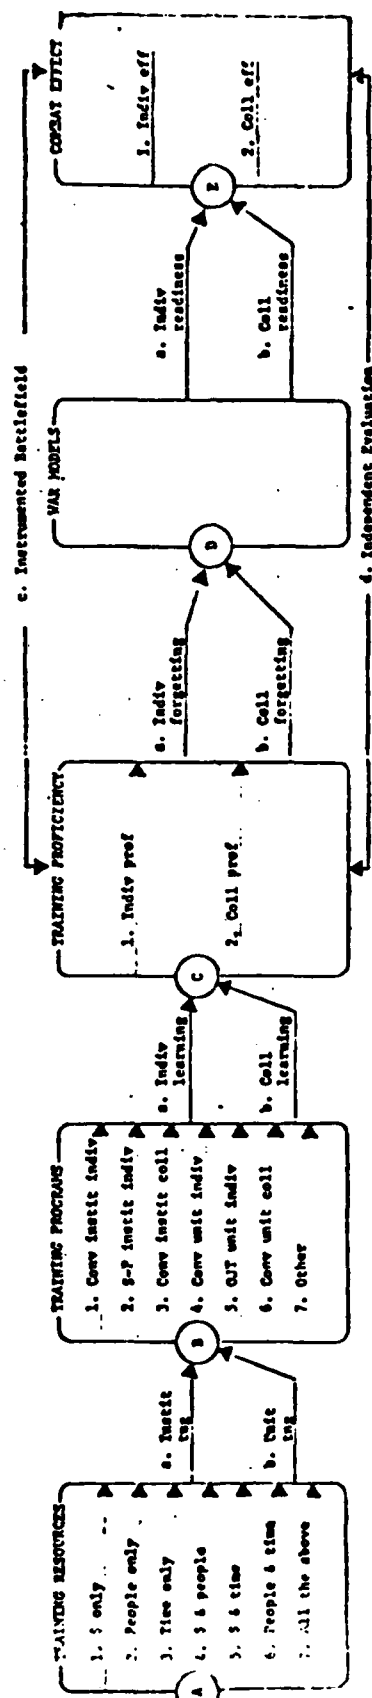 TRAINING RESOURCES
1. $ only
2. People only
3. Time only
4. $ & people
5. $ & time
6. People & time
7. All the above
A
a. Instit
tng
b. Unit
tng
B
TRAINING PROGRAMS
1. Conv instit indiv
2. S-P instit indiv
3. Conv instit coll
4. Conv unit indiv
5. OJT unit indiv
6. Conv unit coll
7. Other
a. Indiv
learning
b. Coll
learning
C
TRAINING PROFICIENCY
1. Indiv prof
2. Coll prof
a. Indiv
forgetting
b. Coll
forgetting
D
WAR MODELS
a. Indiv
readiness
b. Coll
readiness
E
COMBAT EFFECT
1. Indiv eff
2. Coll eff
c. Instrumented Battlefield
d. Independent Evaluation